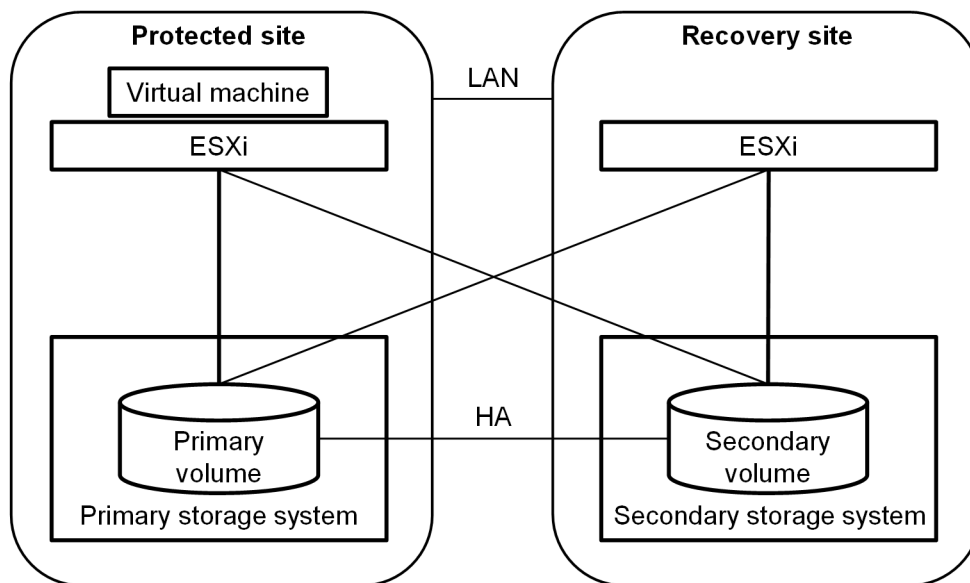 Protected site
Recovery site
LAN
Virtual machine
ESXi
ESXi
HA
Primary
volume
Secondary
volume
Primary storage system
Secondary storage system